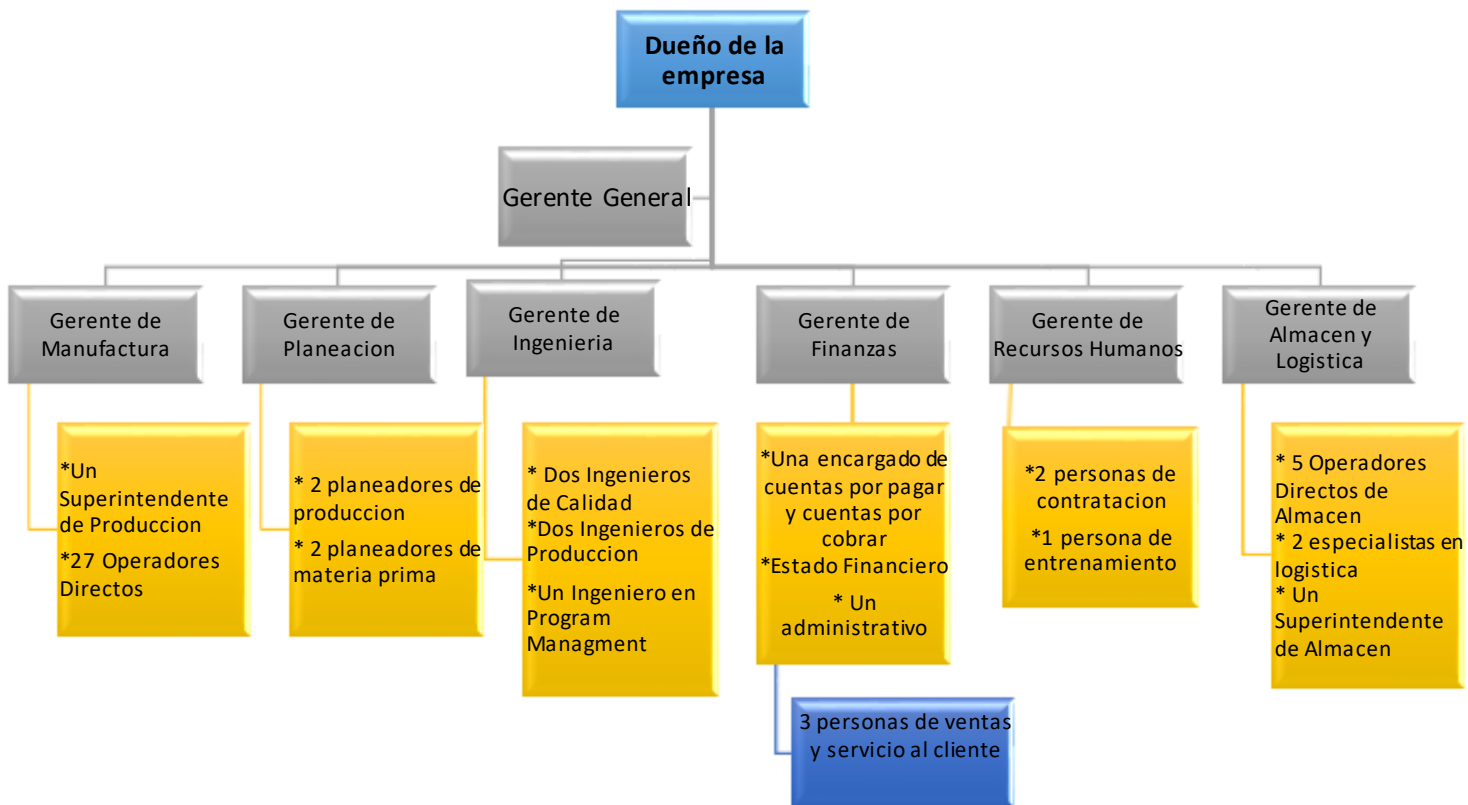 Dueño de la
empresa
Gerente General
Gerente de
Manufactura
Gerente de
Planeacion
Gerente de
Ingenieria
Gerente de
Finanzas
Gerente de
Recursos Humanos
Gerente de
Almacen y
Logistica
*Un
Superintendente
de Produccion
*27 Operadores
Directos
* 2 planeadores de
produccion
* 2 planeadores de
materia prima
* Dos Ingenieros
de Calidad
*Dos Ingenieros de
Produccion
*Un Ingeniero en
Program
Managment
*Una encargado de
cuentas por pagar
y cuentas por
cobrar
*Estado Financiero
* Un
administrativo
*2 personas de
contratacion
*1 persona de
entrenamiento
* 5 Operadores
Directos de
Almacen
* 2 especialistas en
logistica
* Un
Superintendente
de Almacen
3 personas de ventas
y servicio al cliente